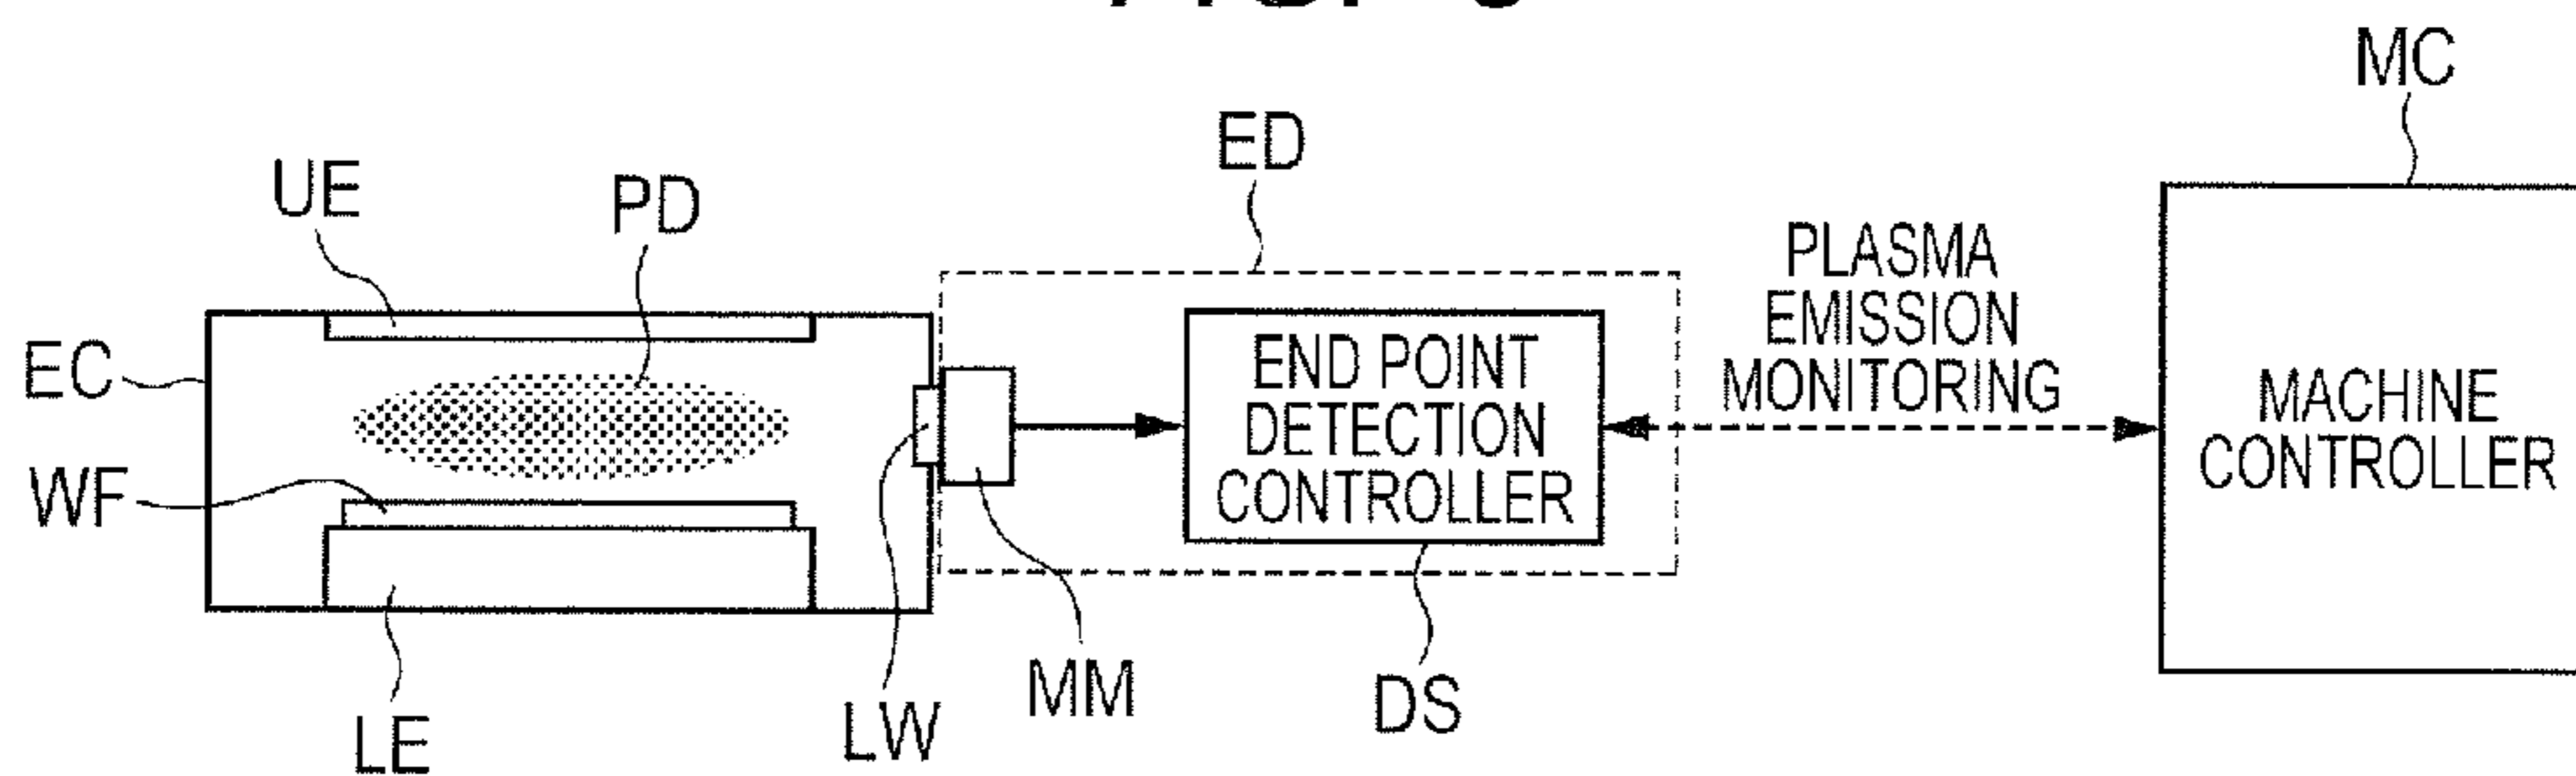 MC
ED
UE
PD
PLASMA
EMISSION
MONITORING
EC
END POINT
DETECTION
CONTROLLER
MACHINE
CONTROLLER
WF
MM
DS
LW
LE